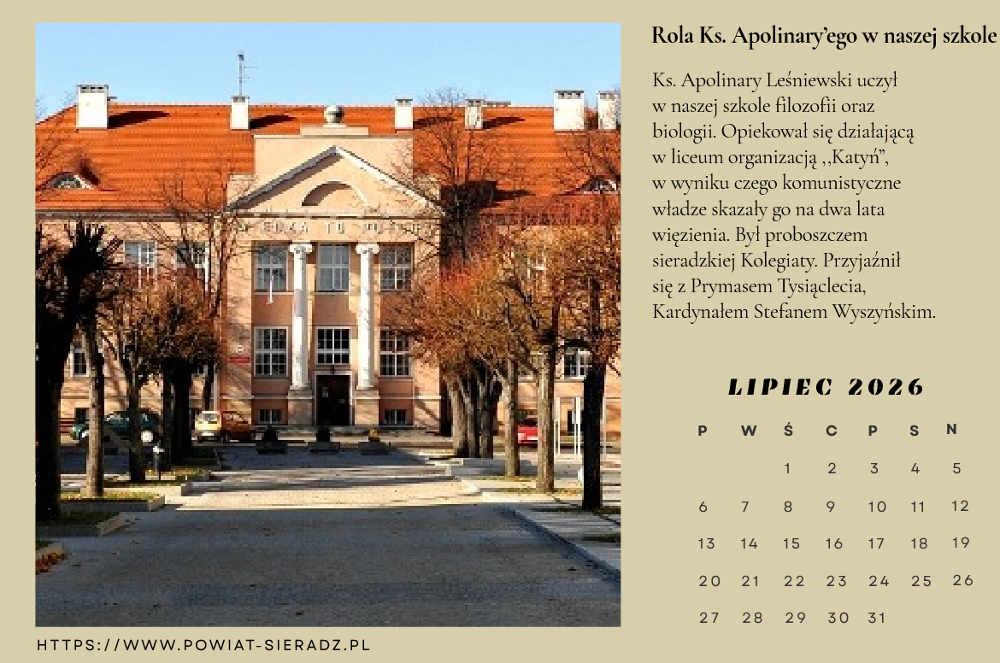 Rola Ks. Apolinary’ego w naszej szkole
Ks. Apolinary Leśniewski uczył
w naszej szkole filozofii oraz
biologii. Opiekował się działającą
w liceum organizacją ,,Katyń”,
w wyniku czego komunistyczne
władze skazały go na dwa lata
więzienia. Był proboszczem
sieradzkiej Kolegiaty. Przyjaźnił
się z Prymasem Tysiąclecia,
Kardynałem Stefanem Wyszyńskim.
LIPIEC 2026
P W Ś C P S N
1 2 3 4 5
6 7 8 9 10 11 12
13 14 15 16 17 18 19
20 21 22 23 24 25 26
27 28 29 30 31
HTTPS://WWW.POWIAT-SIERADZ.PL